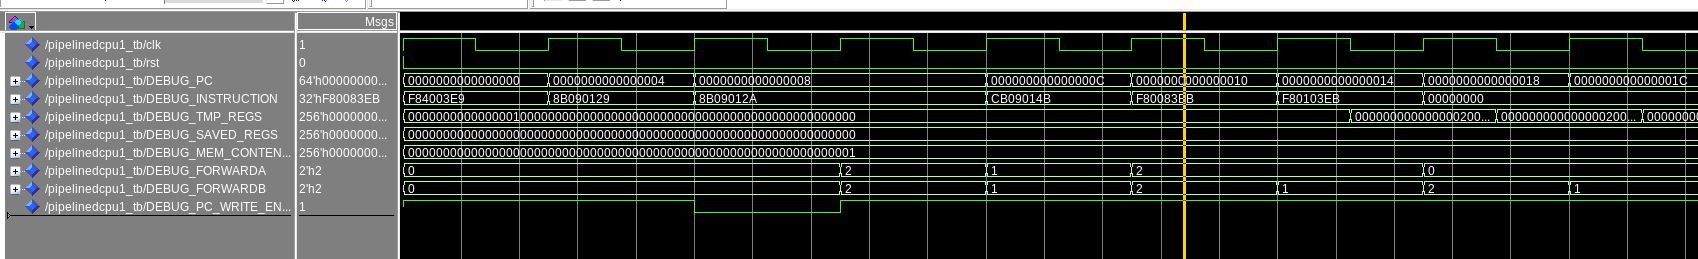 Msgs
/pipelinedcpu1_tb/clk 1
/pipelinedcpu1_tb/rst 0
/pipelinedcpu1_tb/DEBUG_PC 64'h00000000... 0000000000000000 0000000000000004 0000000000000008 000000000000000C 0000000000000010 0000000000000014 0000000000000018 000000000000001C
/pipelinedcpu1_tb/DEBUG_INSTRUCTION 32'hF80083EB F84003E9 8B090129 8B09012A CB09014B F80083EB F80103EB 00000000
/pipelinedcpu1_tb/DEBUG_TMP_REGS 256'h0000000... 0000000000000001000000000000000000000000000000000000000000000000 000000000000000200... 000000000000000200...
/pipelinedcpu1_tb/DEBUG_SAVED_REGS 256'h0000000... 0000000000000000000000000000000000000000000000000000000000000000
/pipelinedcpu1_tb/DEBUG_MEM_CONTEN... 256'h0000000... 0000000000000000000000000000000000000000000000000000000000000001
/pipelinedcpu1_tb/DEBUG_FORWARDA 2'h2 0 2 1 2 0
/pipelinedcpu1_tb/DEBUG_FORWARDB 2'h2 0 2 1 2 1 2 1
/pipelinedcpu1_tb/DEBUG_PC_WRITE_EN... 1